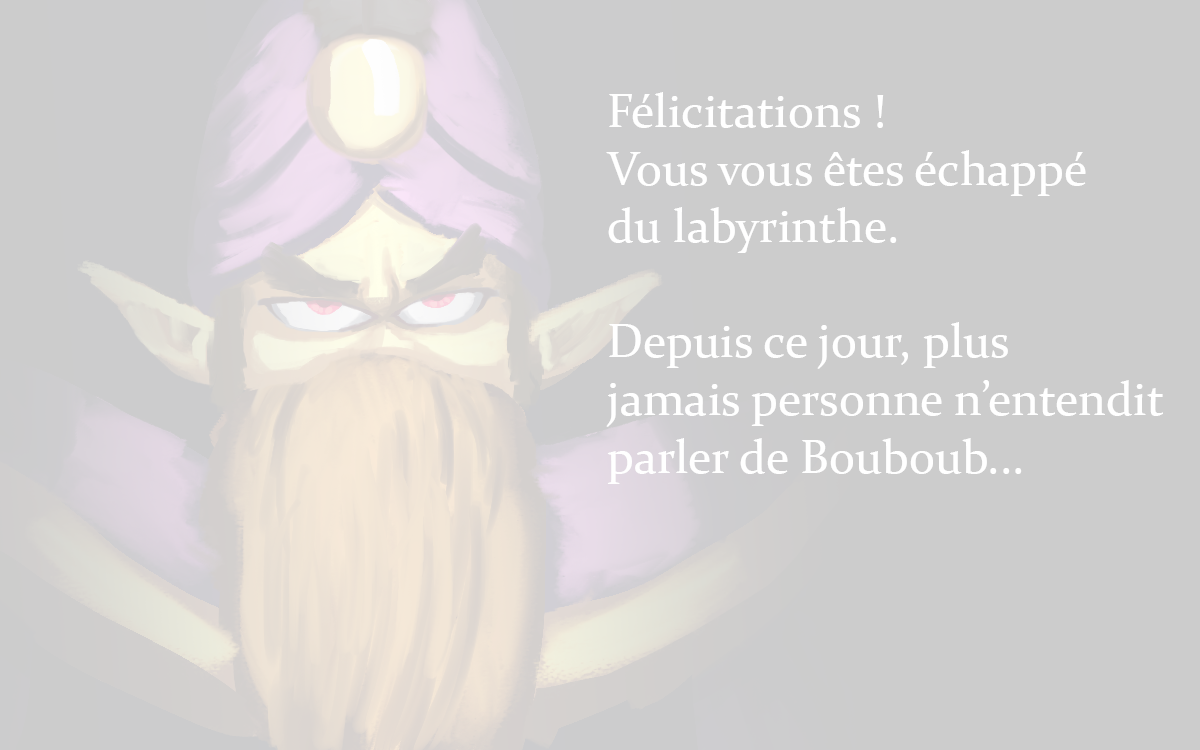 Félicitations !
Vous vous êtes échappé
du labyrinthe.
Depuis ce jour, plus
jamais personne n’entendit
parler de Bouboub...